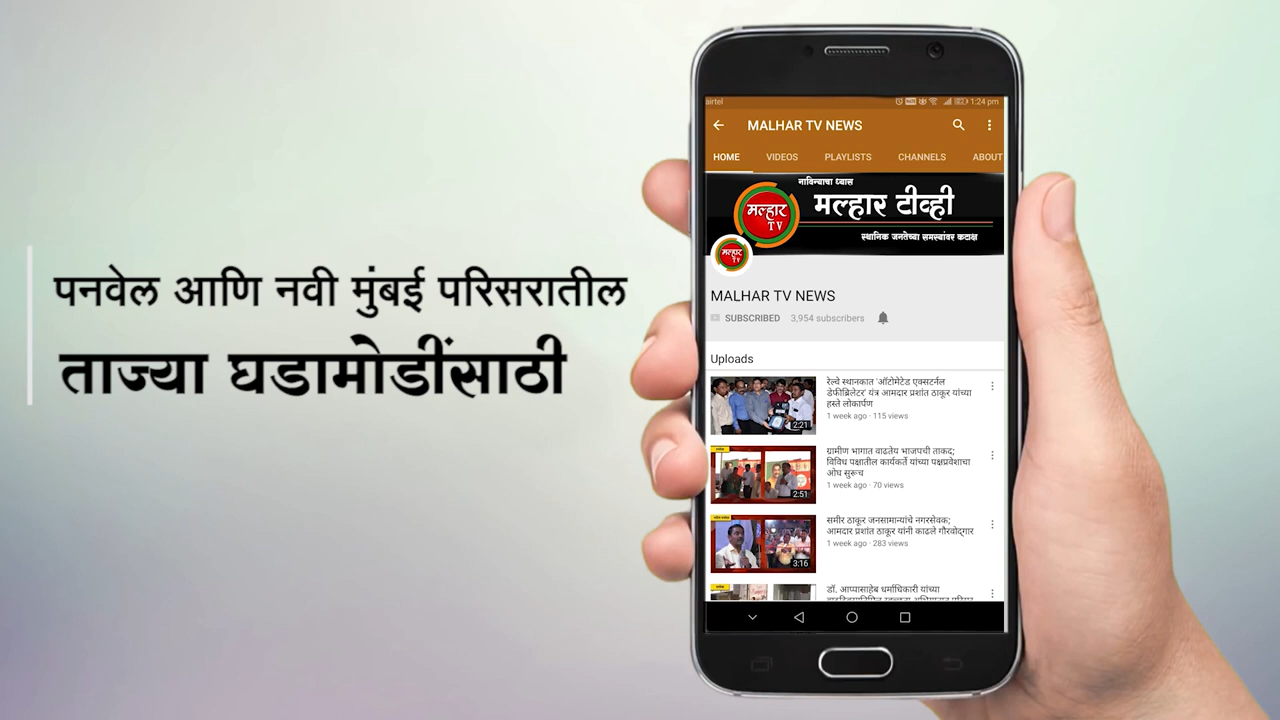 पनवेल आणि नवी मुंबई परिसरातील
ताज्या घडामोडींसाठी
airtel
1:24 pm
MALHAR TV NEWS
HOME VIDEOS PLAYLISTS CHANNELS ABOUT
नाविन्याचा ध्यास
मल्हार टीव्ही
मल्हार
TV
स्थानिक जनतेच्या समस्यांवर कटाक्ष
मल्हार
TV
MALHAR TV NEWS
SUBSCRIBED 3,954 subscribers
Uploads
रेल्वे स्थानकात 'ऑटोमेटेड एक्सटर्नल
डेफीब्रिलेटर' यंत्र आमदार प्रशांत ठाकूर यांच्या
हस्ते लोकार्पण
1 week ago · 115 views
2:21
ग्रामीण भागात वाढतेय भाजपची ताकद;
विविध पक्षातील कार्यकर्ते यांच्या पक्षप्रवेशाचा
ओघ सुरूच
1 week ago · 70 views
2:51
समीर ठाकूर जनसामान्यांचे नगरसेवक;
आमदार प्रशांत ठाकूर यांनी काढले गौरवोद्गार
1 week ago · 283 views
3:16
डॉ. आप्पासाहेब धर्माधिकारी यांच्या